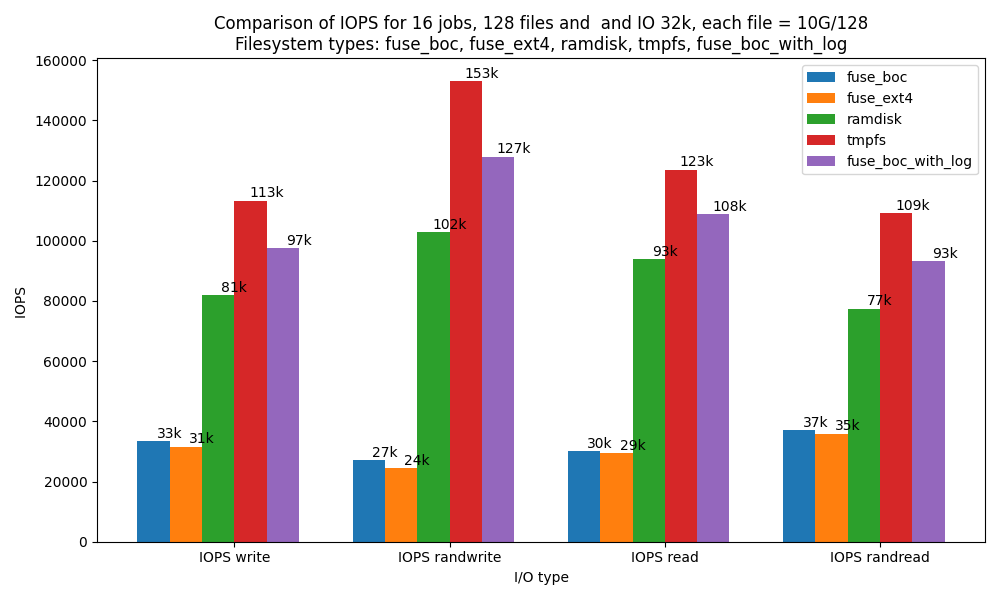 Comparison of IOPS for 16 jobs, 128 files and  and IO 32k, each file = 10G/128
Filesystem types: fuse_boc, fuse_ext4, ramdisk, tmpfs, fuse_boc_with_log
IOPS
160000
140000
120000
100000
80000
60000
40000
20000
0
fuse_boc
fuse_ext4
ramdisk
tmpfs
fuse_boc_with_log
33k
31k
81k
113k
97k
27k
24k
102k
153k
127k
30k
29k
93k
123k
108k
37k
35k
77k
109k
93k
IOPS write
IOPS randwrite
IOPS read
IOPS randread
I/O type